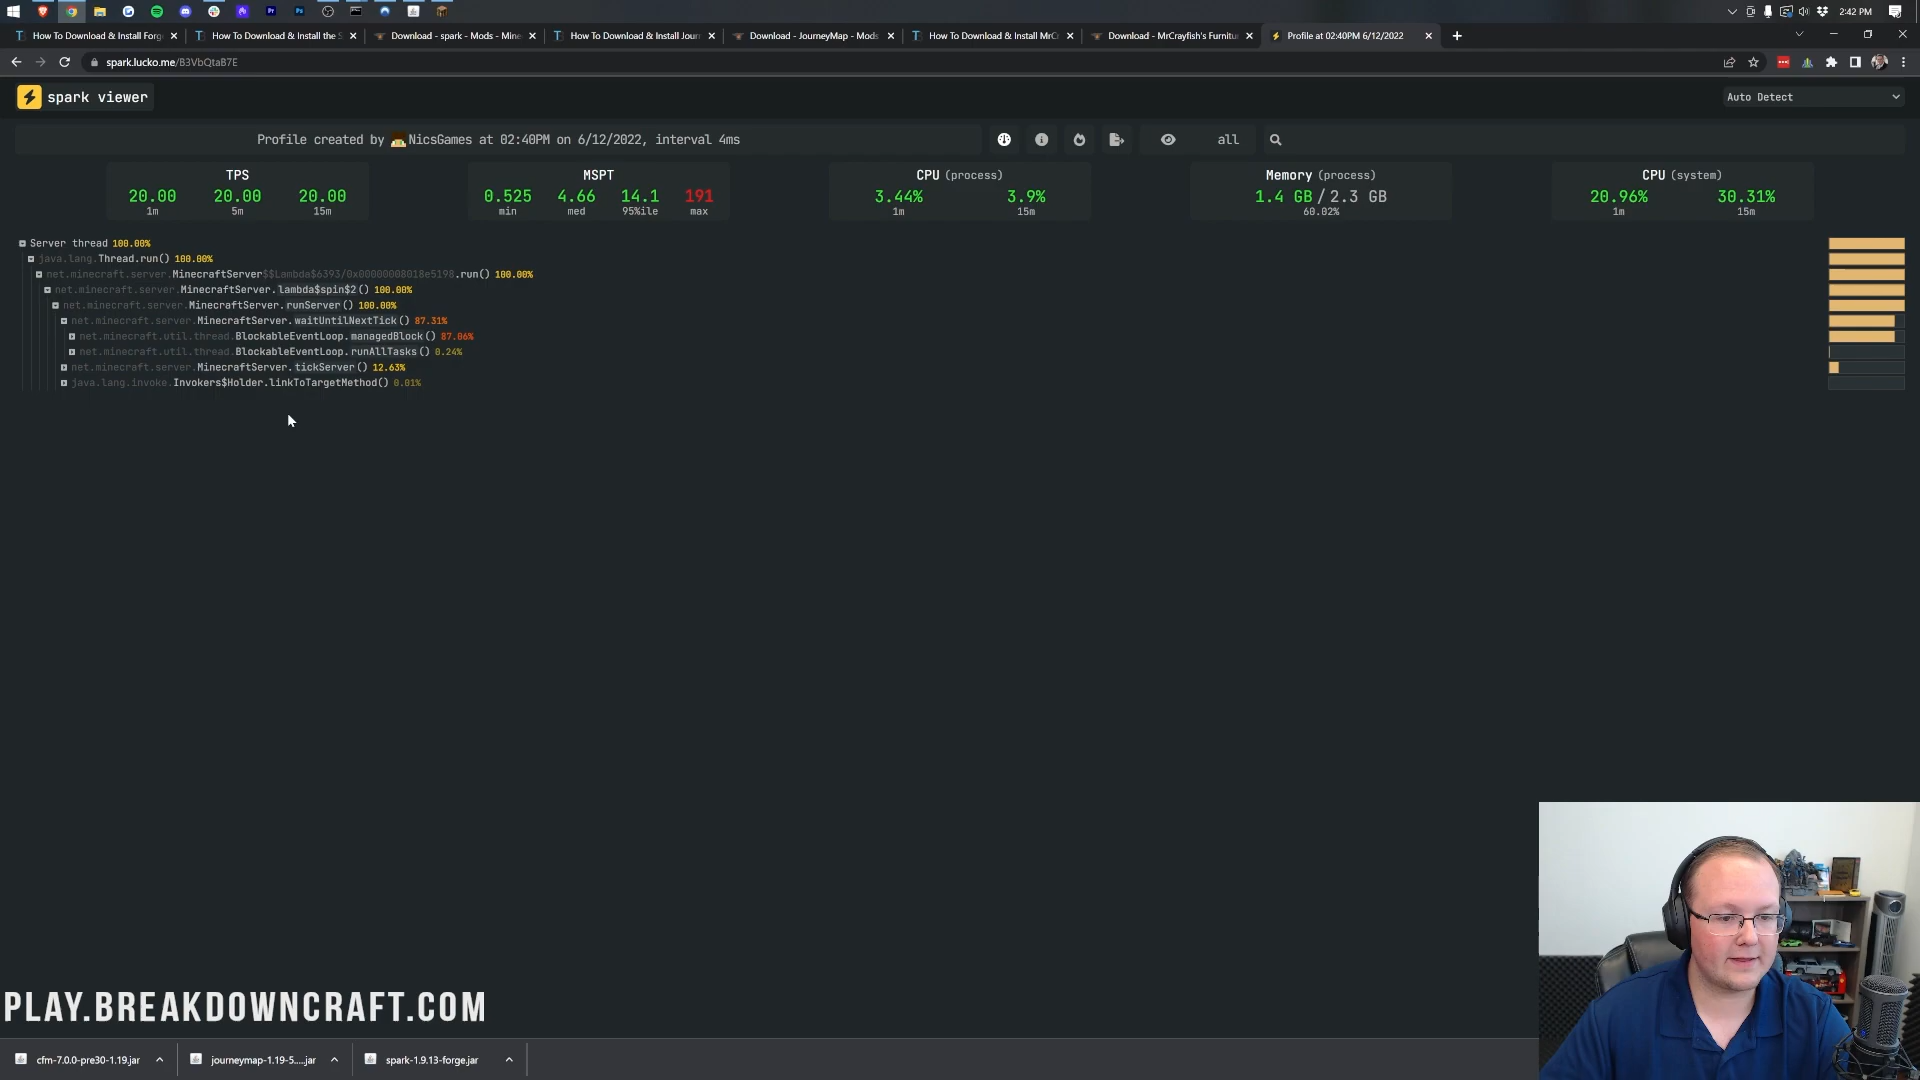 2:42 PM
How To Download & Install Forg
How To Download & Install the S
Download - spark - Mods - Mine
How To Download & Install Jour
Download - JourneyMap - Mods
How To Download & Install MrC
Download - MrCrayfish's Furnitu
Profile at 02:40PM 6/12/2022
spark.lucko.me/B3VbQtaB7E
spark viewer
Auto Detect
Profile created by NicsGames at 02:40PM on 6/12/2022, interval 4ms
all
TPS
20.00 20.00 20.00
1m 5m 15m
MSPT
0.525 4.66 14.1 191
min med 95%ile max
CPU (process)
3.44% 3.9%
1m 15m
Memory (process)
1.4 GB / 2.3 GB
60.02%
CPU (system)
20.96% 30.31%
1m 15m
Server thread 100.00%
java.lang.Thread.run() 100.00%
net.minecraft.server.MinecraftServer$$Lambda$6393/0x00000008018e5198.run() 100.00%
net.minecraft.server.MinecraftServer.lambda$spin$2() 100.00%
net.minecraft.server.MinecraftServer.runServer() 100.00%
net.minecraft.server.MinecraftServer.waitUntilNextTick() 87.31%
net.minecraft.util.thread.BlockableEventLoop.managedBlock() 87.06%
net.minecraft.util.thread.BlockableEventLoop.runAllTasks() 0.24%
net.minecraft.server.MinecraftServer.tickServer() 12.63%
java.lang.invoke.Invokers$Holder.linkToTargetMethod() 0.01%
PLAY.BREAKDOWNCRAFT.COM
cfm-7.0.0-pre30-1.19.jar
journeymap-1.19-5.....jar
spark-1.9.13-forge.jar